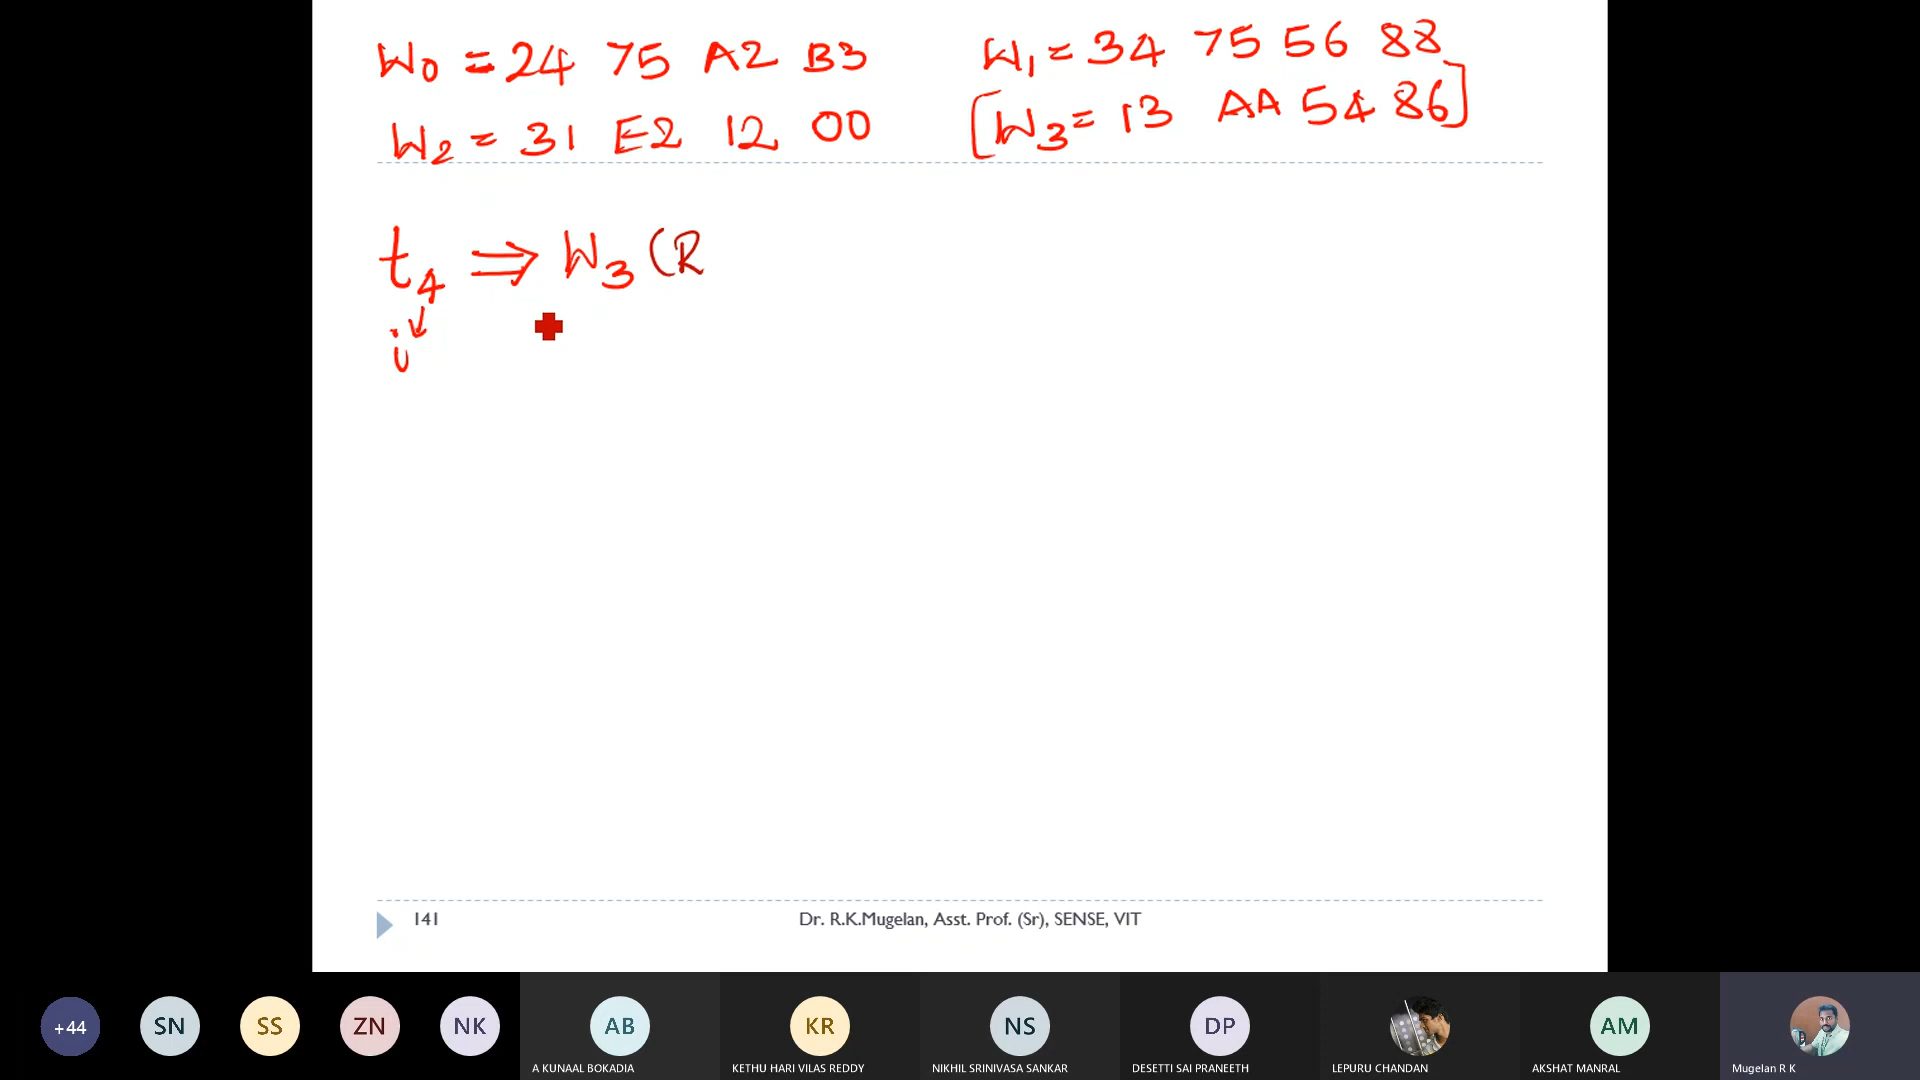 W0 = 24 75 A2 B3 W1 = 34 75 56 88
W2 = 31 E2 12 00 [W3 = 13 AA 54 86]
t4 ⇒ W3 (R
i
141 Dr. R.K.Mugelan, Asst. Prof. (Sr), SENSE, VIT
+44 SN SS ZN NK AB KR NS DP AM
A KUNAAL BOKADIA KETHU HARI VILAS REDDY NIKHIL SRINIVASA SANKAR DESETTI SAI PRANEETH LEPURU CHANDAN AKSHAT MANRAL Mugelan R K